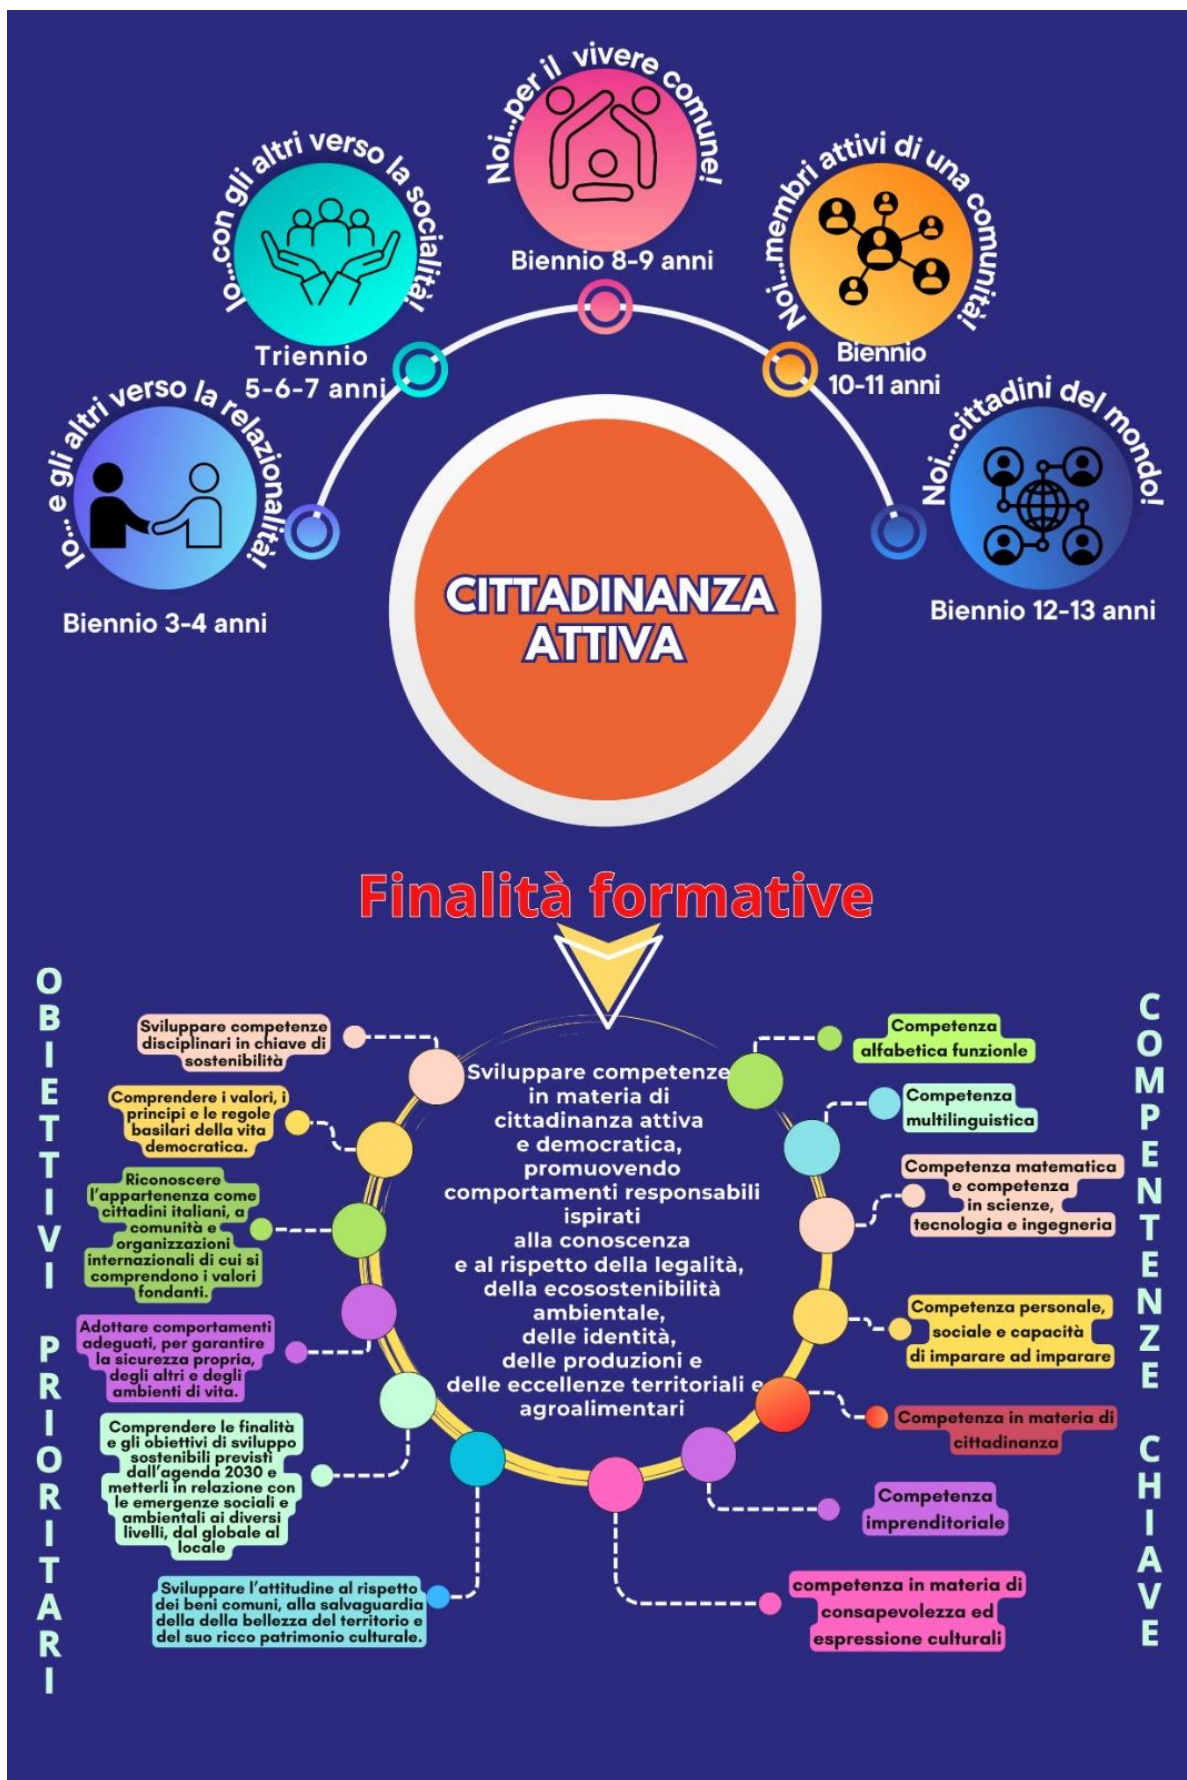 Noi...per il vivere comune!
Biennio 8-9 anni
Io...con gli altri verso la socialità!
Triennio
5-6-7 anni
Noi...membri attivi di una comunità!
Biennio
10-11 anni
Io... e gli altri verso la relazionalità!
Biennio 3-4 anni
Noi...cittadini del mondo!
Biennio 12-13 anni
CITTADINANZA
ATTIVA
Finalità formative
OBIETTIVI PRIORITARI
Sviluppare competenze
disciplinari in chiave di
sostenibilità
Comprendere i valori, i
principi e le regole
basilari della vita
democratica.
Riconoscere
l'appartenenza come
cittadini italiani, a
comunità e
organizzazioni
internazionali di cui si
comprendono i valori
fondanti.
Adottare comportamenti
adeguati, per garantire
la sicurezza propria,
degli altri e degli
ambienti di vita.
Comprendere le finalità
e gli obiettivi di sviluppo
sostenibili previsti
dall'agenda 2030 e
metterli in relazione con
le emergenze sociali e
ambientali ai diversi
livelli, dal globale al
locale
Sviluppare l'attitudine al rispetto
dei beni comuni, alla salvaguardia
della della bellezza del territorio e
del suo ricco patrimonio culturale.
Sviluppare competenze
in materia di
cittadinanza attiva
e democratica,
promuovendo
comportamenti responsabili
ispirati
alla conoscenza
e al rispetto della legalità,
della ecosostenibilità
ambientale,
delle identità,
delle produzioni e
delle eccellenze territoriali e
agroalimentari
COMPENTENZE CHIAVE
Competenza
alfabetica funzionle
Competenza
multilinguistica
Competenza matematica
e competenza
in scienze,
tecnologia e ingegneria
Competenza personale,
sociale e capacità
di imparare ad imparare
Competenza in materia di
cittadinanza
Competenza
imprenditoriale
competenza in materia di
consapevolezza ed
espressione culturali